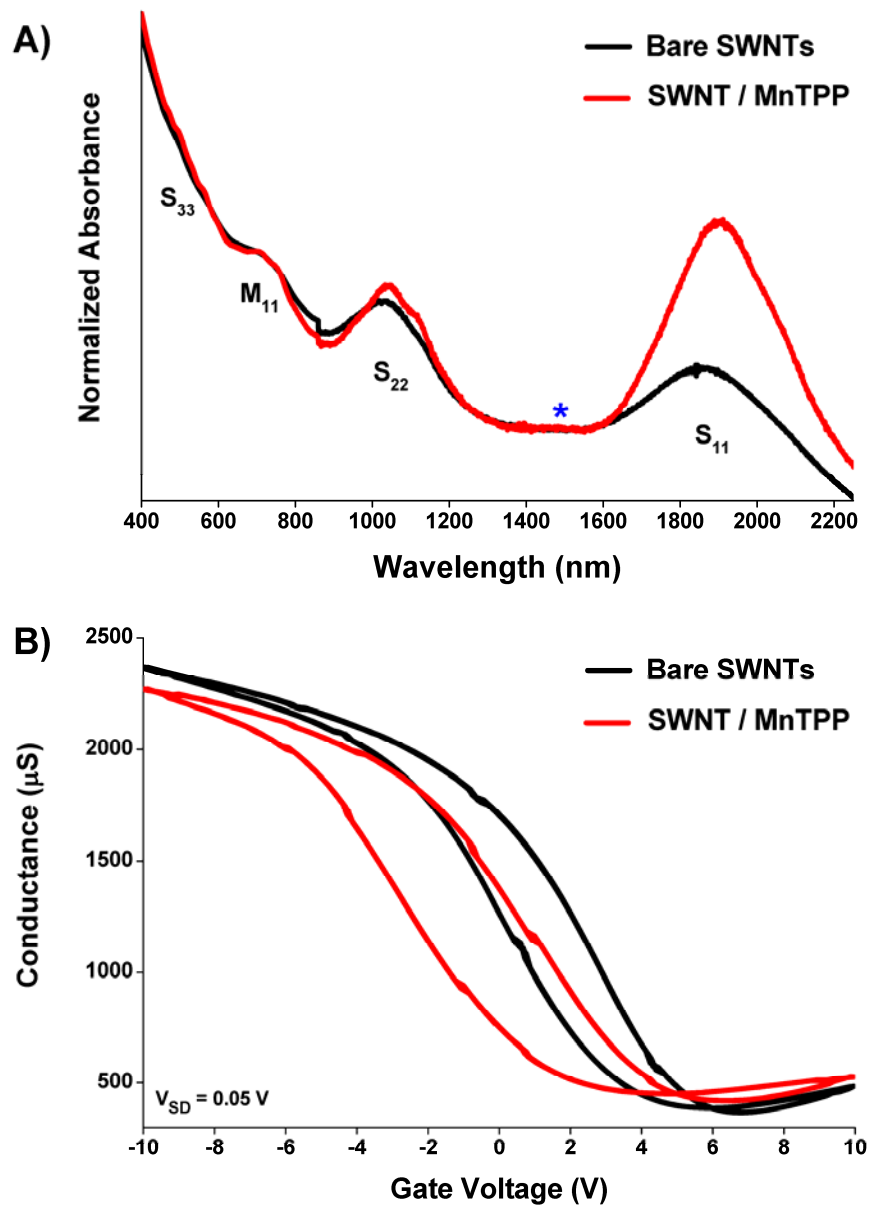 A)
Bare SWNTs
SWNT / MnTPP
Normalized Absorbance
S33
M11
S22
*
S11
400 600 800 1000 1200 1400 1600 1800 2000 2200
Wavelength (nm)
B)
Bare SWNTs
SWNT / MnTPP
Conductance (μS)
2500
2000
1500
1000
500
VSD = 0.05 V
-10 -8 -6 -4 -2 0 2 4 6 8 10
Gate Voltage (V)